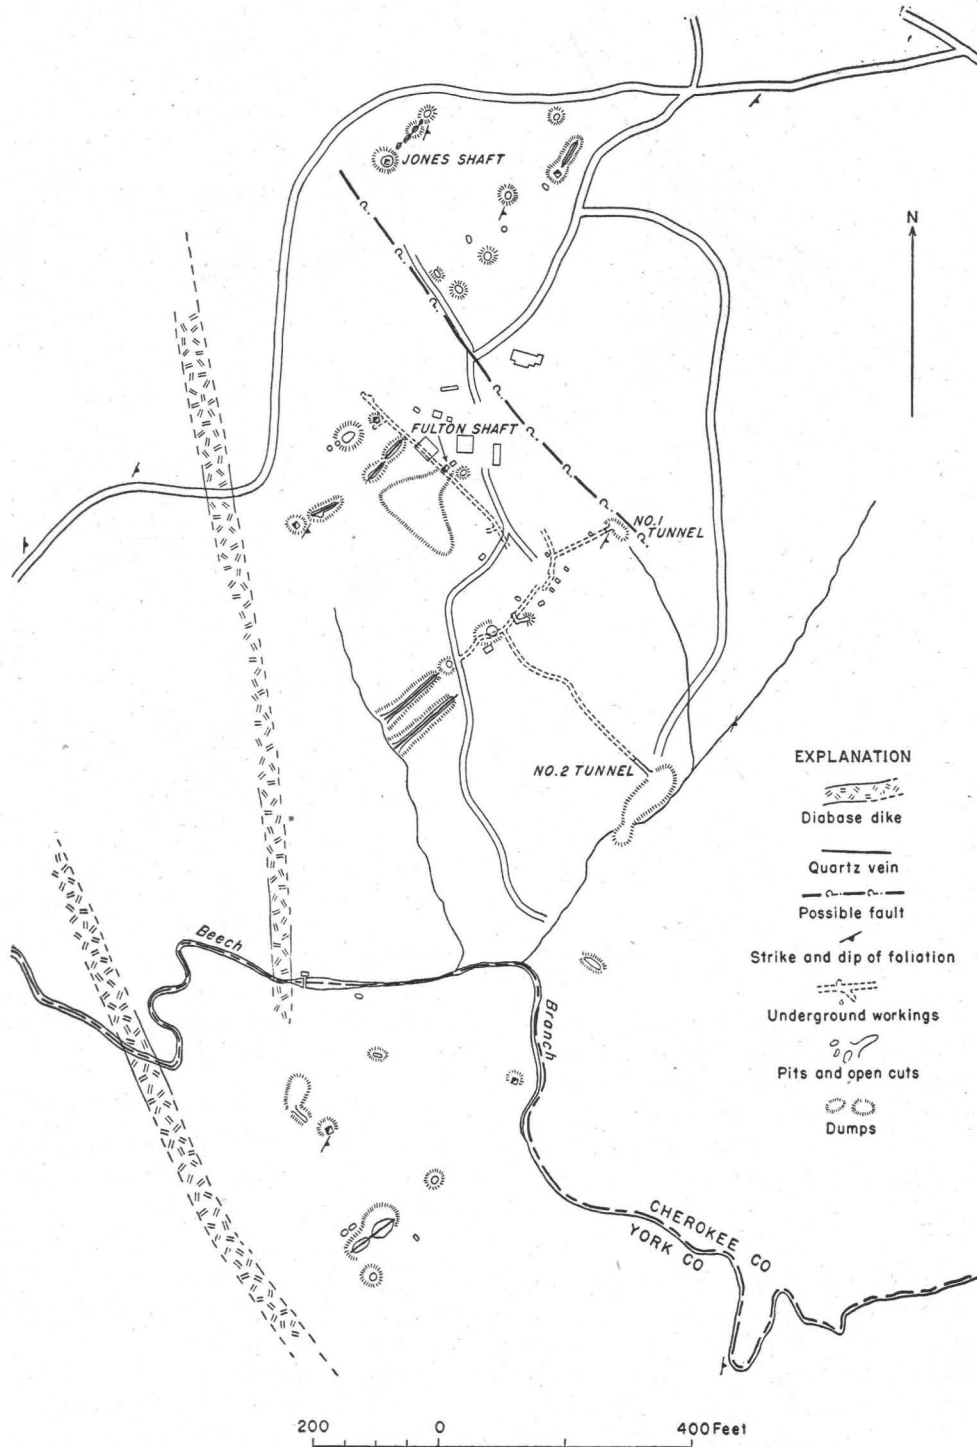 JONES SHAFT
N
FULTON SHAFT
NO.1
TUNNEL
NO.2 TUNNEL
EXPLANATION
Diabase dike
Quartz vein
Possible fault
Strike and dip of foliation
Underground workings
Pits and open cuts
Dumps
Beech
Branch
CHEROKEE CO
YORK CO
200 0 400 Feet
?
?
?
?
?
?
?
?
?
?